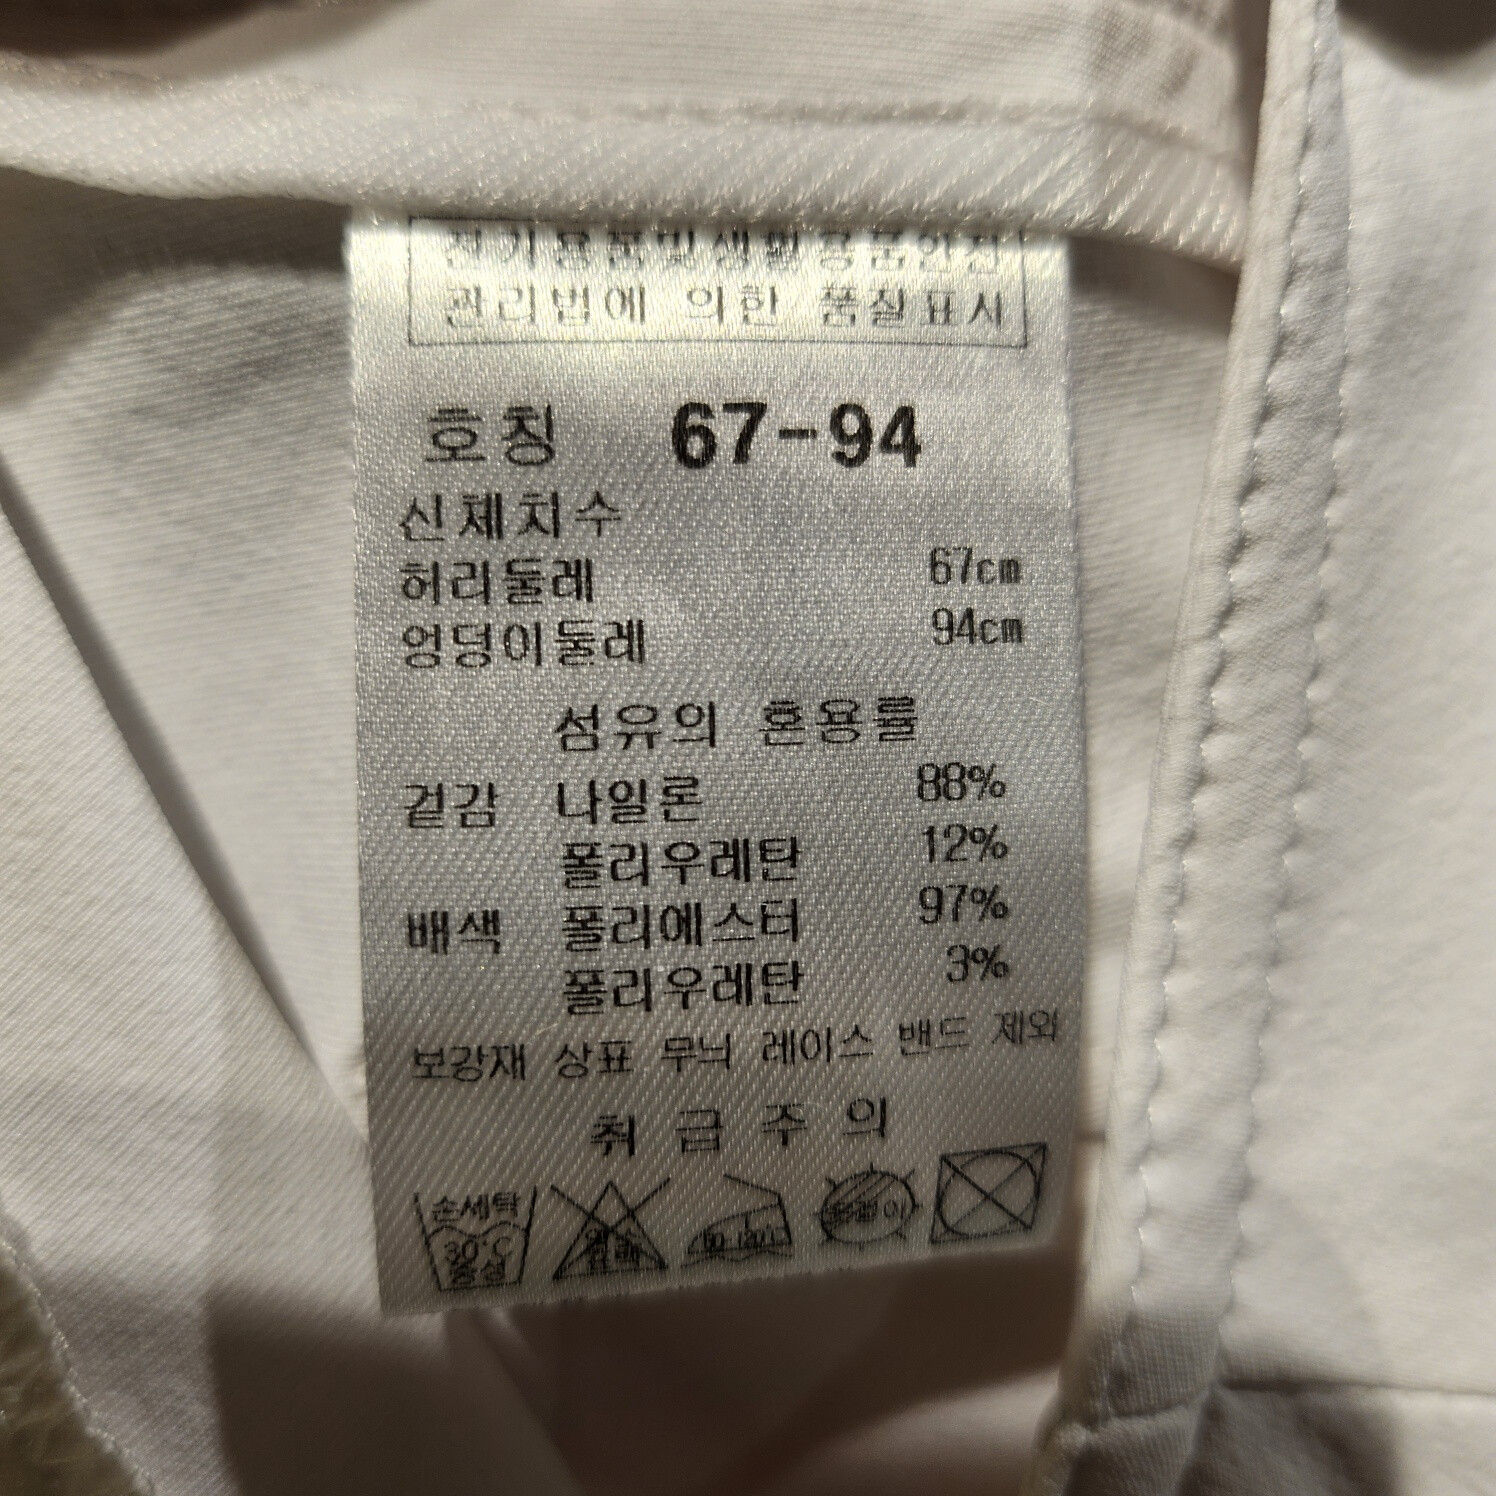 전기용품및생활용품안전
관리법에 의한 품질표시
호칭 67-94
신체치수
허리둘레 67cm
엉덩이둘레 94cm
섬유의 혼용률
겉감 나일론 88%
폴리우레탄 12%
배색 폴리에스터 97%
폴리우레탄 3%
보강재 상표 무늬 레이스 밴드 제외
취급주의
손세탁
30°C
중성